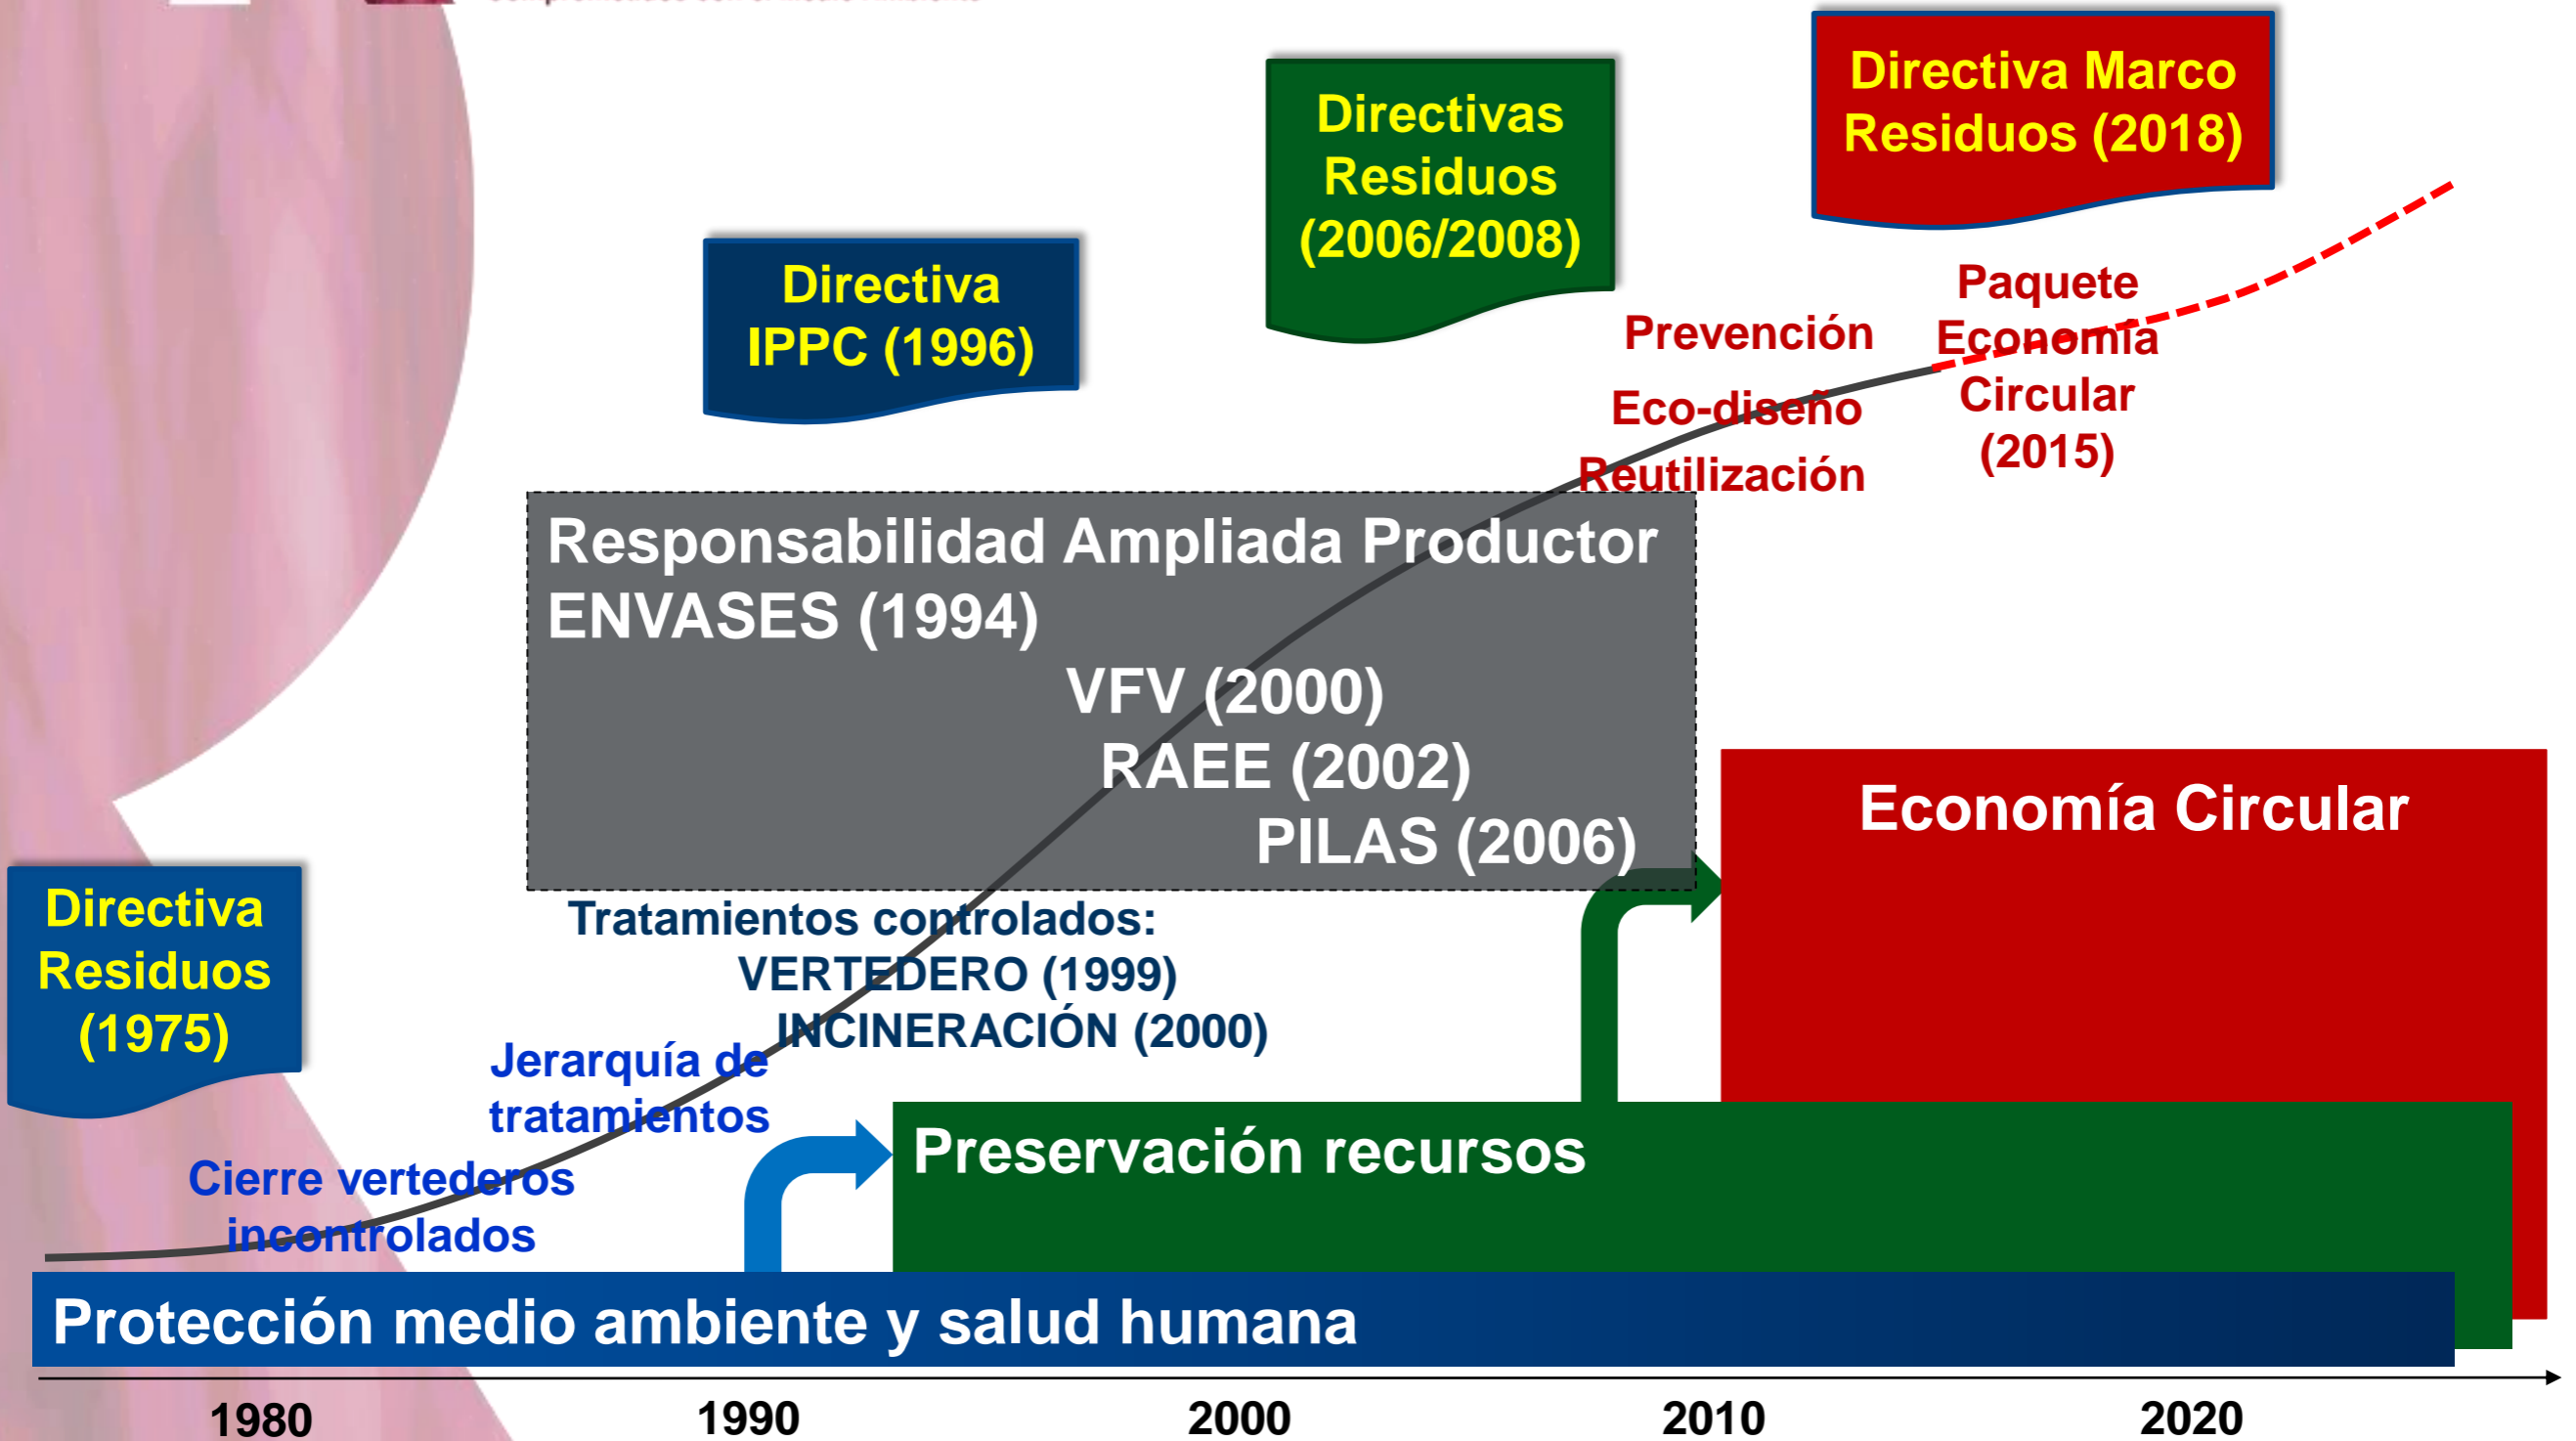 Directiva Marco
Residuos (2018)
Directivas
Residuos
(2006/2008)
Directiva
IPPC (1996)
Paquete
Economía
Circular
(2015)
Prevención
Eco-diseño
Reutilización
Responsabilidad Ampliada Productor
ENVASES (1994)
VFV (2000)
RAEE (2002)
PILAS (2006)
Economía Circular
Directiva
Residuos
(1975)
Tratamientos controlados:
VERTEDERO (1999)
INCINERACIÓN (2000)
Jerarquía de
tratamientos
Cierre vertederos
incontrolados
Preservación recursos
Protección medio ambiente y salud humana
1980 1990 2000 2010 2020